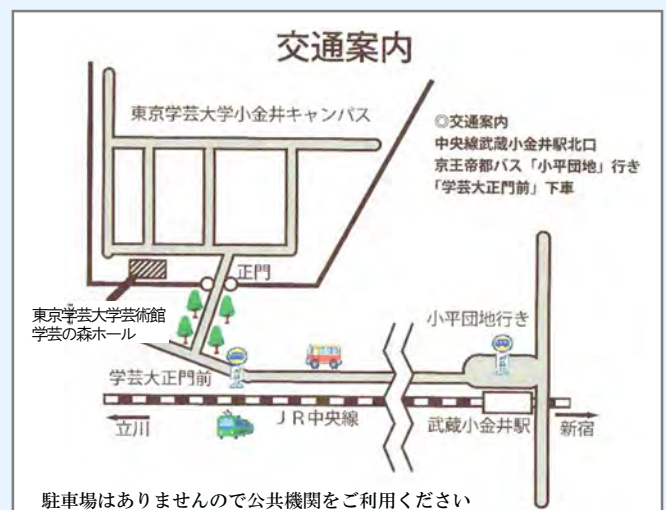 交通案内
東京学芸大学小金井キャンパス
◎交通案内
中央線武蔵小金井駅北口
京王帝都バス「小平団地」行き
「学芸大正門前」下車
正門
東京学芸大学芸術館
学芸の森ホール
小平団地行き
学芸大正門前
立川
ＪＲ中央線
武蔵小金井駅
新宿
駐車場はありませんので公共機関をご利用ください